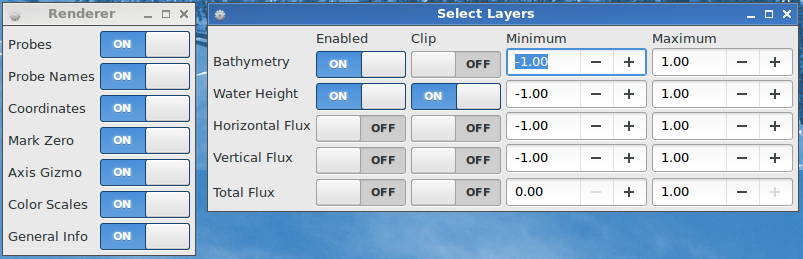 Renderer
Probes ON
Probe Names ON
Coordinates ON
Mark Zero ON
Axis Gizmo ON
Color Scales ON
General Info ON
Select Layers
Enabled Clip Minimum Maximum
Bathymetry ON OFF -1.00 − + 1.00 − +
Water Height ON ON -1.00 − + 1.00 − +
Horizontal Flux OFF OFF -1.00 − + 1.00 − +
Vertical Flux OFF OFF -1.00 − + 1.00 − +
Total Flux OFF OFF 0.00 − + 1.00 − +